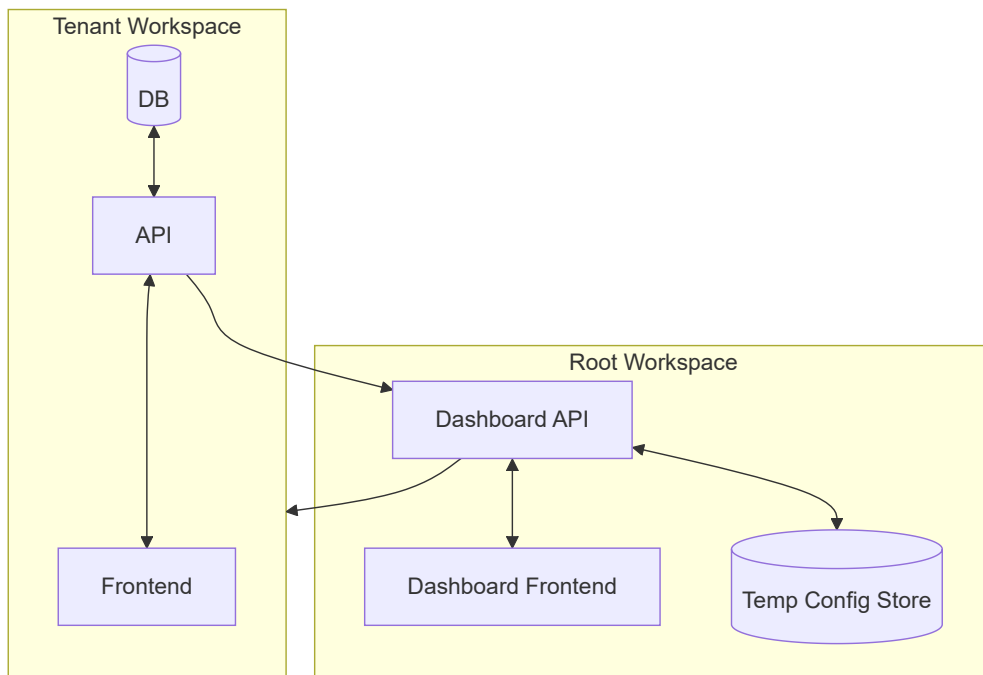 Tenant Workspace
DB
API
Root Workspace
Dashboard API
Frontend
Dashboard Frontend
Temp Config Store